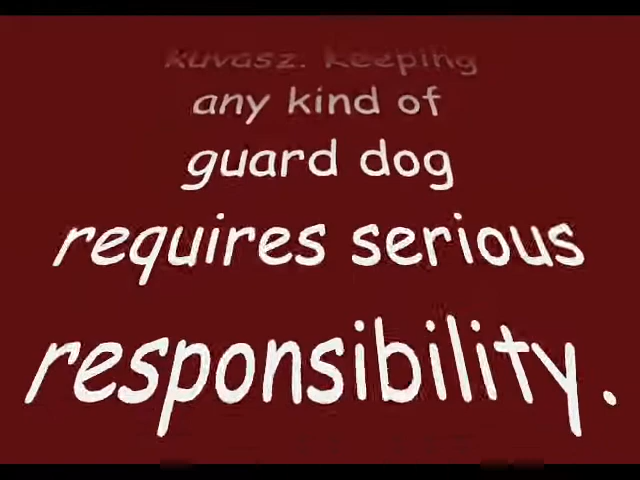 kuvasz. Keeping
any kind of
guard dog
requires serious
responsibility.